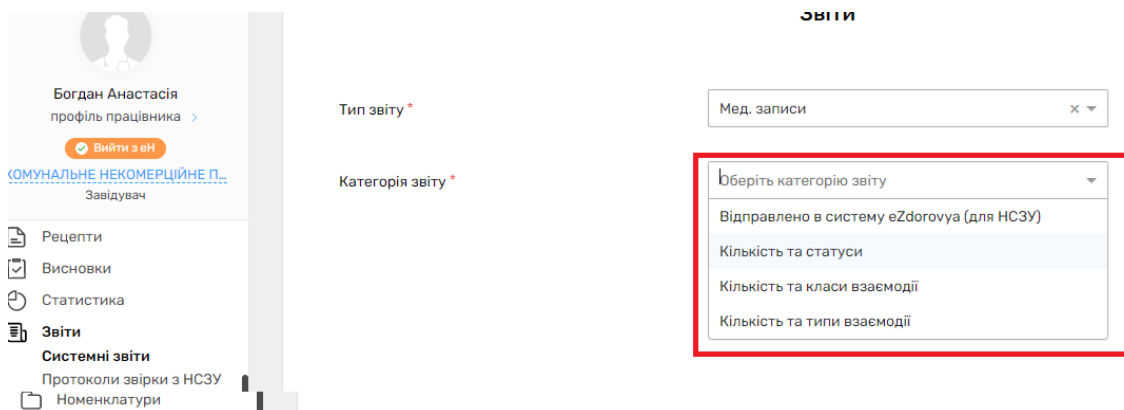 Звіти
Богдан Анастасія
профіль працівника >
Вийти з еН
КОМУНАЛЬНЕ НЕКОМЕРЦІЙНЕ П...
Завідувач
Рецепти
Висновки
Статистика
Звіти
Системні звіти
Протоколи звірки з НСЗУ
Номенклатури
Тип звіту *
Мед. записи
Категорія звіту *
Оберіть категорію звіту
Відправлено в систему eZdorovya (для НСЗУ)
Кількість та статуси
Кількість та класи взаємодії
Кількість та типи взаємодії